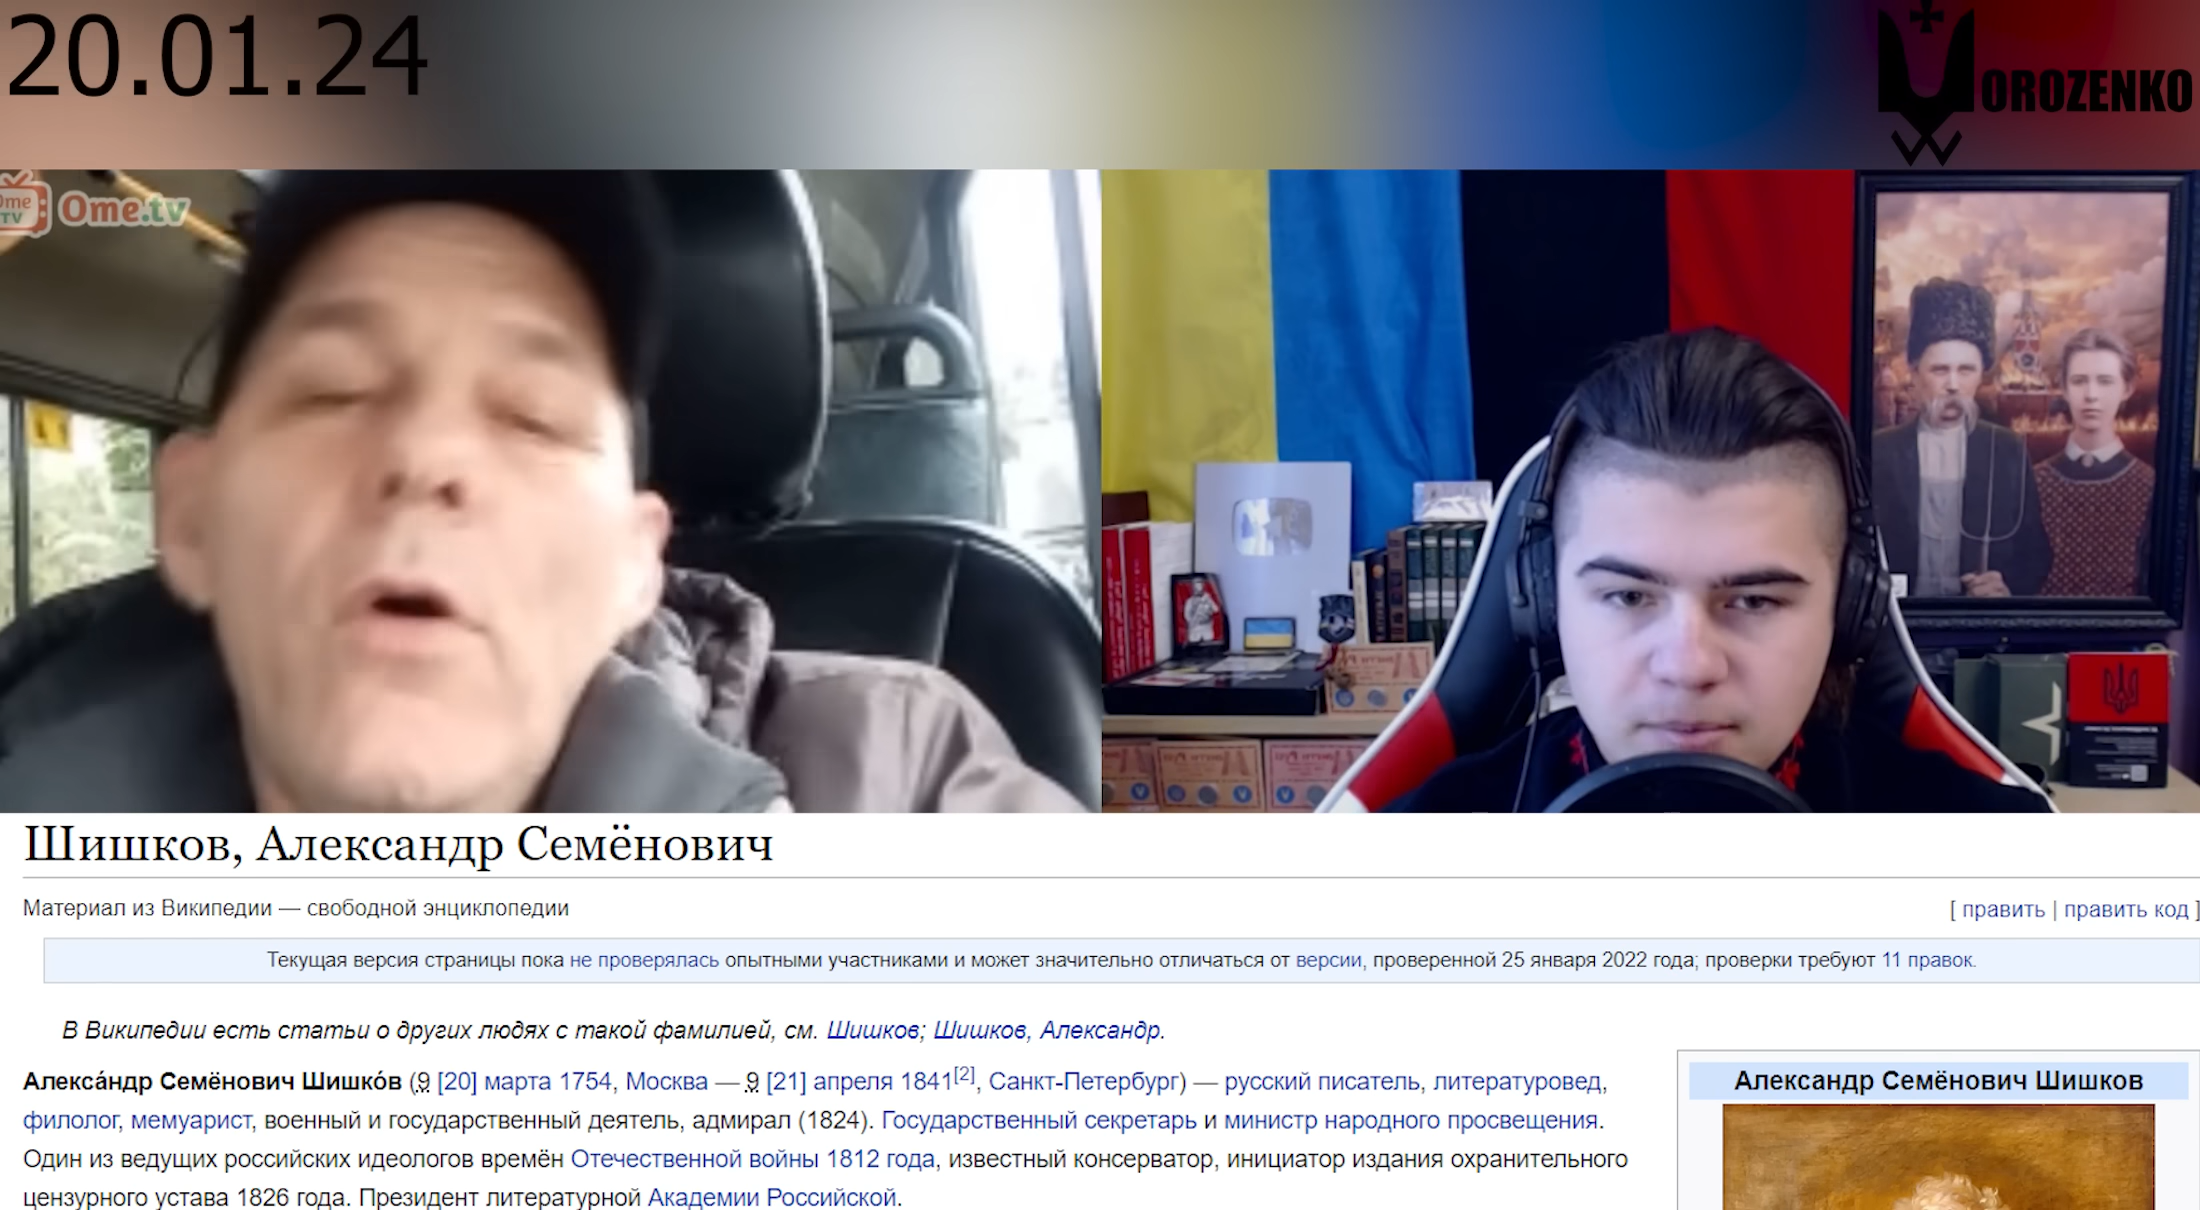 20.01.24
OROZENKO
Ome TV Ome.tv
Шишков, Александр Семёнович
Материал из Википедии — свободной энциклопедии
[ править | править код ]
Текущая версия страницы пока не проверялась опытными участниками и может значительно отличаться от версии, проверенной 25 января 2022 года; проверки требуют 11 правок.
В Википедии есть статьи о других людях с такой фамилией, см. Шишков; Шишков, Александр.
Алекса́ндр Семёнович Шишко́в (9 [20] марта 1754, Москва — 9 [21] апреля 1841[2], Санкт-Петербург) — русский писатель, литературовед,
филолог, мемуарист, военный и государственный деятель, адмирал (1824). Государственный секретарь и министр народного просвещения.
Один из ведущих российских идеологов времён Отечественной войны 1812 года, известный консерватор, инициатор издания охранительного
цензурного устава 1826 года. Президент литературной Академии Российской.
Александр Семёнович Шишков